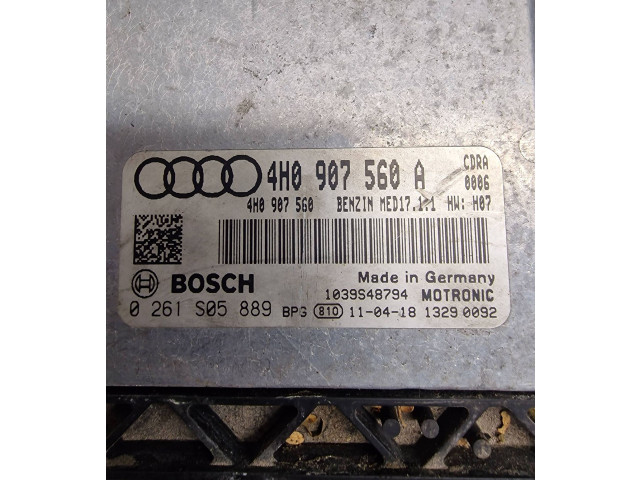 4H0 907 560 A CDRA
0006
4H0 907 560 BENZIN MED17.1.1 HW: H07
BOSCH Made in Germany
1039S48794 MOTRONIC
0 261 S05 889 BPG 810 11-04-18 1329 0092